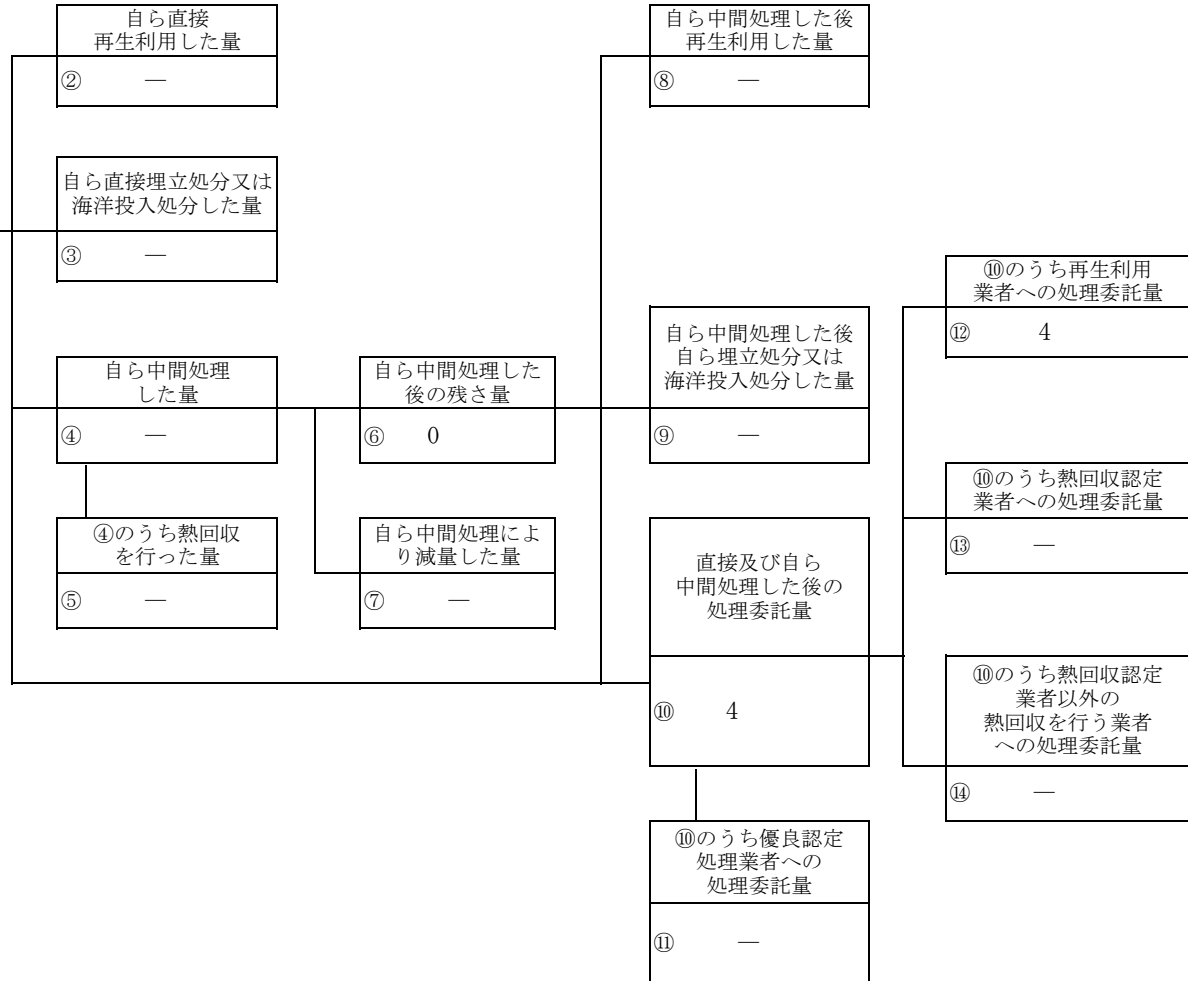 自ら直接
再生利用した量
② —
自ら直接埋立処分又は
海洋投入処分した量
③ —
自ら中間処理
した量
④ —
④のうち熱回収
を行った量
⑤ —
自ら中間処理した
後の残さ量
⑥ 0
自ら中間処理によ
り減量した量
⑦ —
自ら中間処理した後
再生利用した量
⑧ —
自ら中間処理した後
自ら埋立処分又は
海洋投入処分した量
⑨ —
直接及び自ら
中間処理した後の
処理委託量
⑩ 4
⑩のうち優良認定
処理業者への
処理委託量
⑪ —
⑩のうち再生利用
業者への処理委託量
⑫ 4
⑩のうち熱回収認定
業者への処理委託量
⑬ —
⑩のうち熱回収認定
業者以外の
熱回収を行う業者
への処理委託量
⑭ —